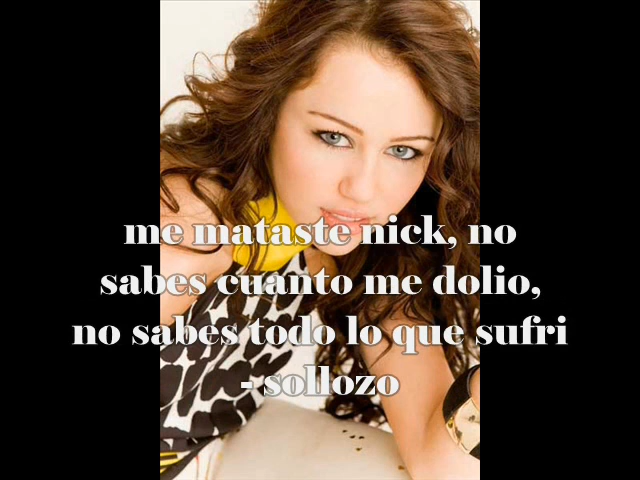 me mataste nick, no
sabes cuanto me dolio,
no sabes todo lo que sufri
- sollozo